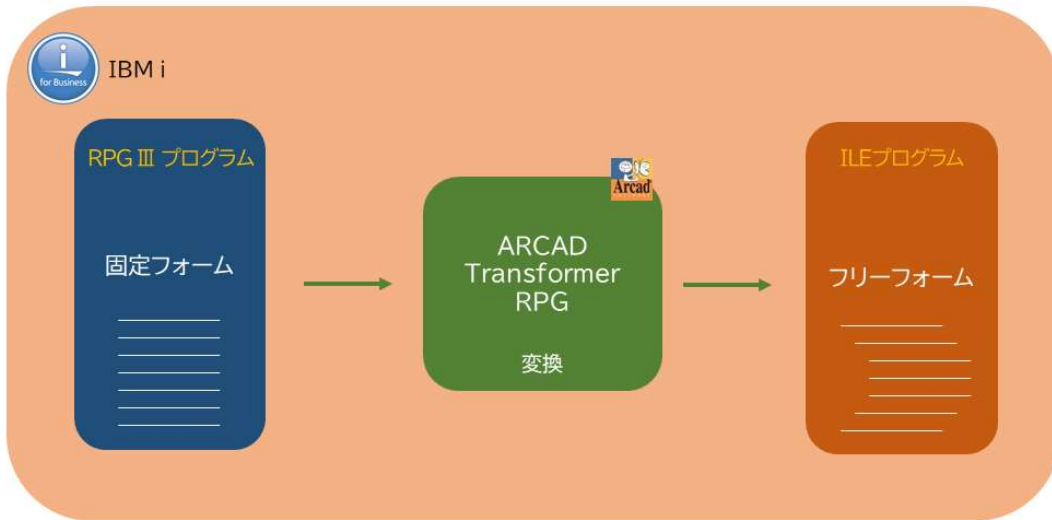 i
for Business
IBM i
RPG Ⅲ プログラム
固定フォーム
Arcad
ARCAD
Transformer
RPG
変換
ILEプログラム
フリーフォーム